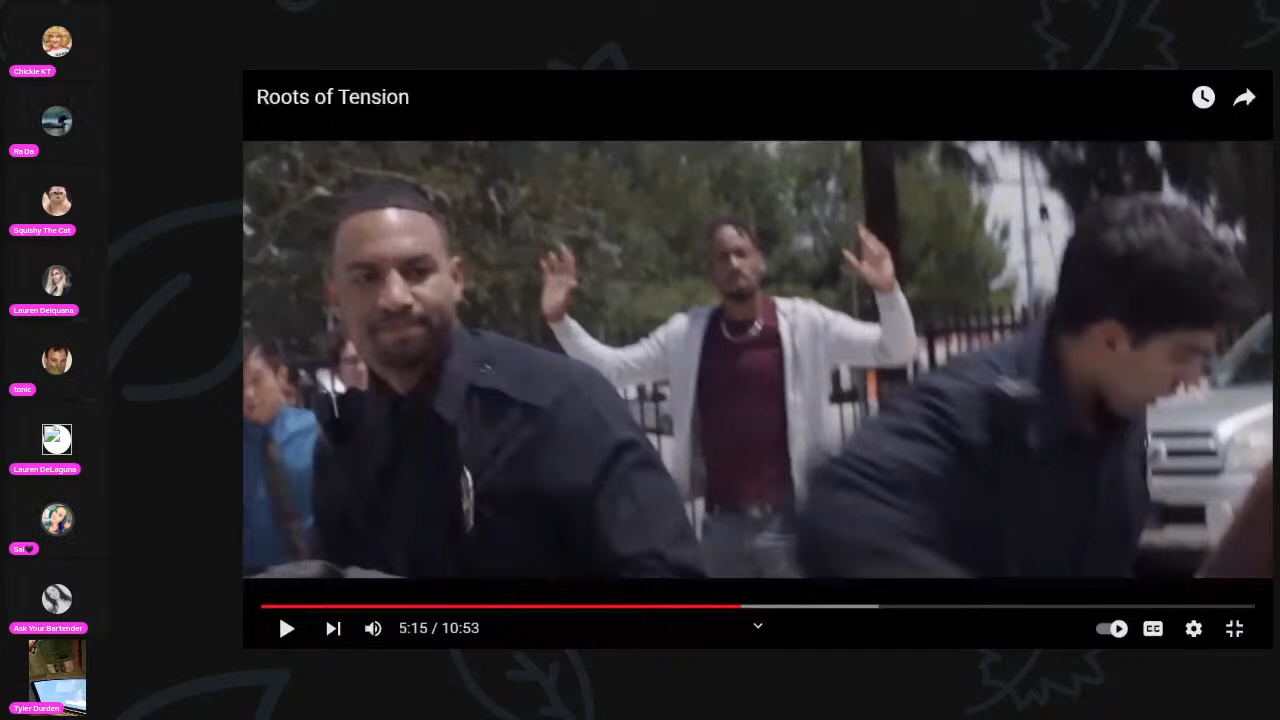 Chickie KT
Ra Da
Squishy The Cat
Lauren Delquana
tonic
Lauren DeLaguna
Sal🖤
Ask Your Bartender
Tyler Durden
Roots of Tension
5:15 / 10:53
CC